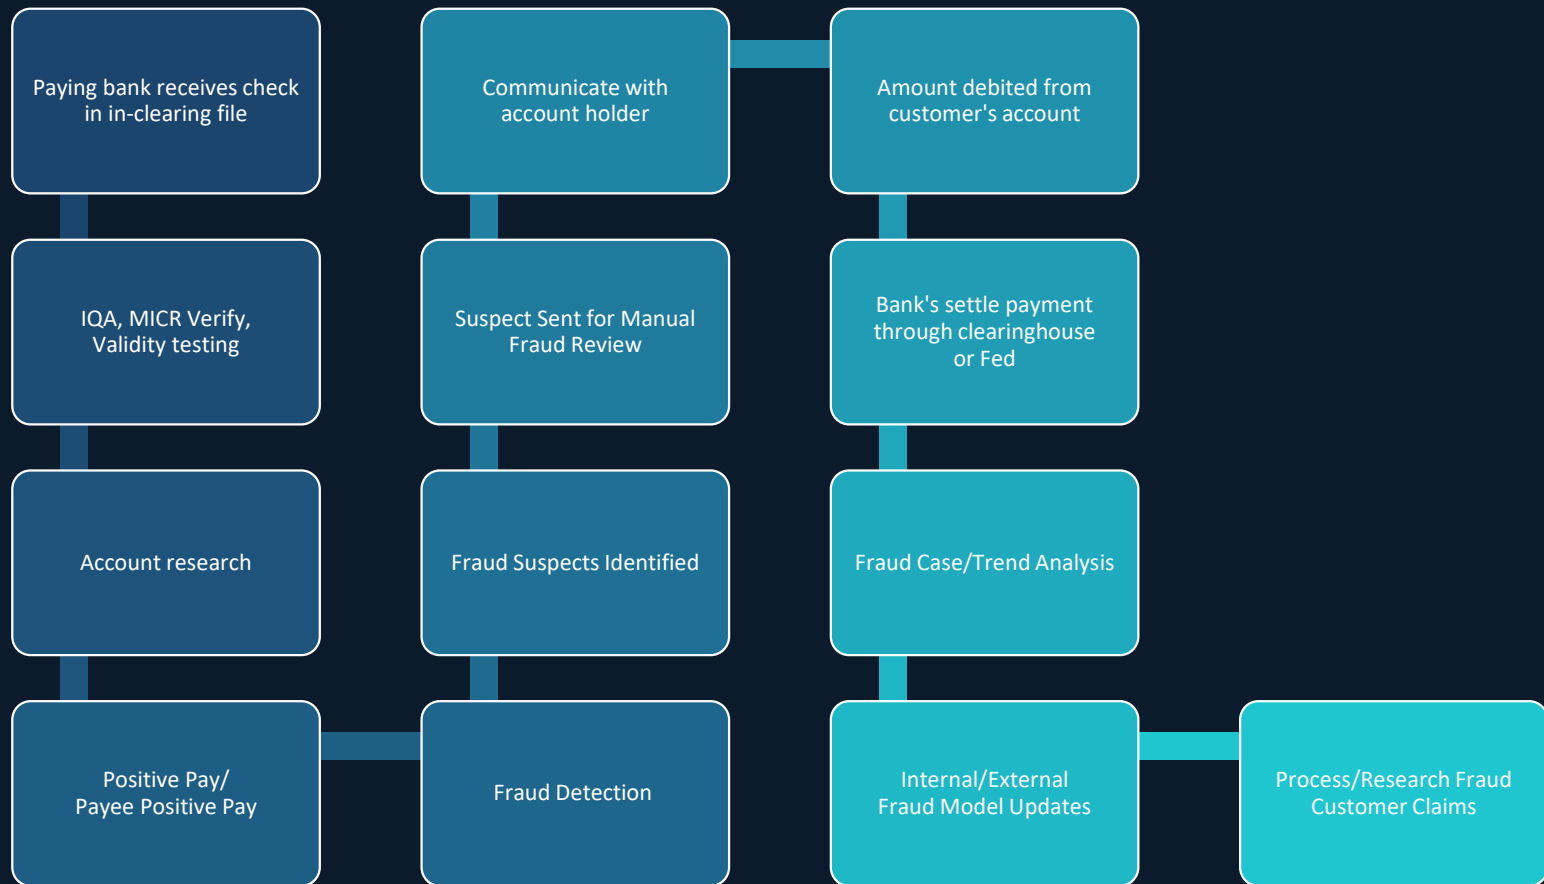 Paying bank receives check
in in-clearing file
IQA, MICR Verify,
Validity testing
Account research
Positive Pay/
Payee Positive Pay
Fraud Detection
Fraud Suspects Identified
Suspect Sent for Manual
Fraud Review
Communicate with
account holder
Amount debited from
customer's account
Bank's settle payment
through clearinghouse
or Fed
Fraud Case/Trend Analysis
Internal/External
Fraud Model Updates
Process/Research Fraud
Customer Claims